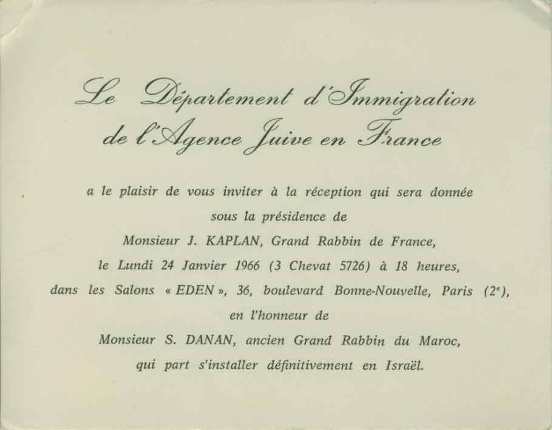 Le Département d'Immigration
de l'Agence Juive en France
a le plaisir de vous inviter à la réception qui sera donnée
sous la présidence de
Monsieur J. KAPLAN, Grand Rabbin de France,
le Lundi 24 Janvier 1966 (3 Chevat 5726) à 18 heures,
dans les Salons « EDEN », 36, boulevard Bonne-Nouvelle, Paris (2ᵉ),
en l'honneur de
Monsieur S. DANAN, ancien Grand Rabbin du Maroc,
qui part s'installer définitivement en Israël.